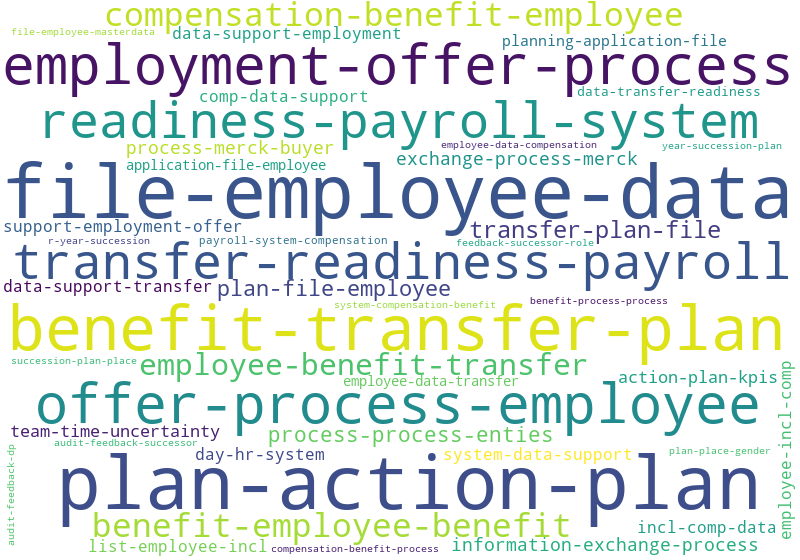 compensation-benefit-employee
file-employee-masterdata
data-support-employment
planning-application-file
employment-offer-process
comp-data-support
data-transfer-readiness
readiness-payroll-system
process-merck-buyer
employee-data-compensation
year-succession-plan
application-file-employee
exchange-process-merck
file-employee-data
support-employment-offer
transfer-plan-file
r-year-succession
payroll-system-compensation
feedback-successor-role
transfer-readiness-payroll
data-support-transfer
plan-file-employee
system-compensation-benefit
benefit-process-process
benefit-transfer-plan
succession-plan-place
employee-benefit-transfer
employee-data-transfer
action-plan-kpis
employee-incl-comp
offer-process-employee
team-time-uncertainty
process-process-enties
audit-feedback-successor
audit-feedback-dp
day-hr-system
system-data-support
plan-place-gender
plan-action-plan
benefit-employee-benefit
incl-comp-data
list-employee-incl
compensation-benefit-process
information-exchange-process